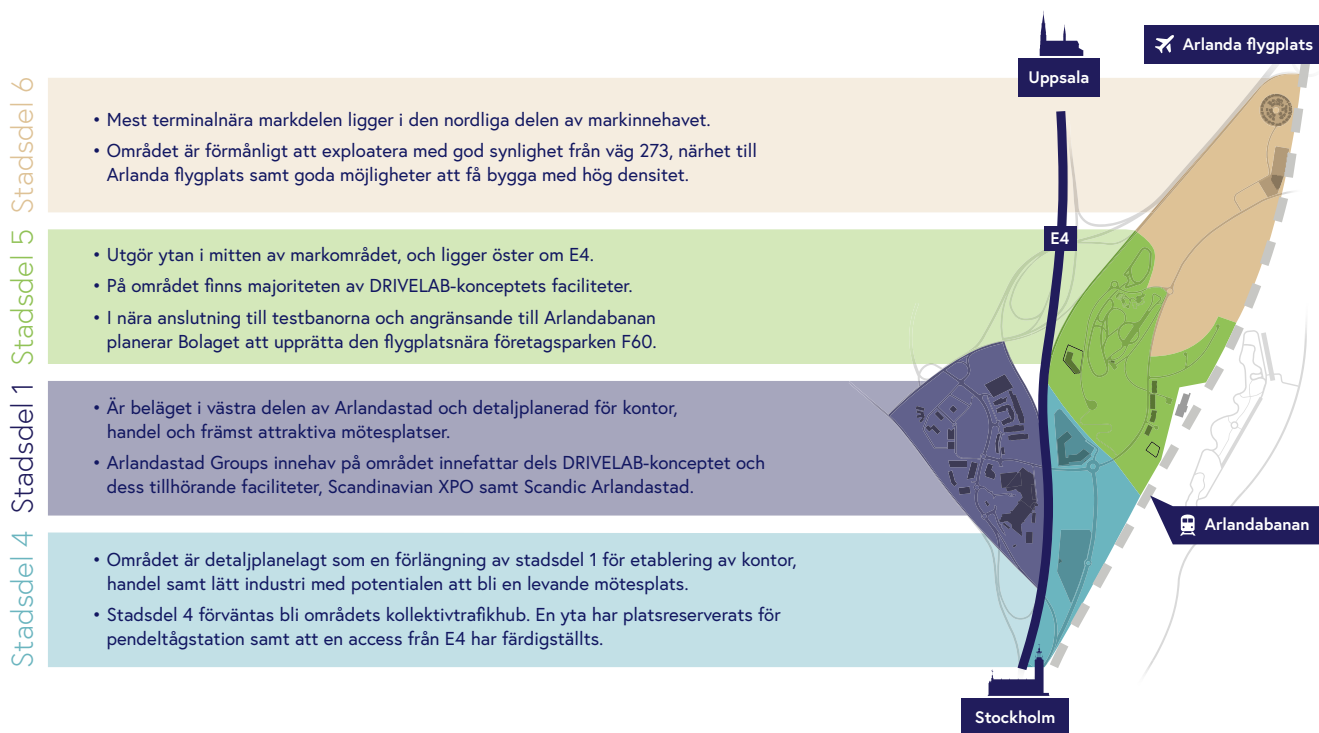 Arlanda flygplats
Uppsala
Stadsdel 6
• Mest terminalnära markdelen ligger i den nordliga delen av markinnehavet.
• Området är förmånligt att exploatera med god synlighet från väg 273, närhet till
Arlanda flygplats samt goda möjligheter att få bygga med hög densitet.
E4
Stadsdel 5
• Utgör ytan i mitten av markområdet, och ligger öster om E4.
• På området finns majoriteten av DRIVELAB-konceptets faciliteter.
• I nära anslutning till testbanorna och angränsande till Arlandabanan
planerar Bolaget att upprätta den flygplatsnära företagsparken F60.
Stadsdel 1
• Är beläget i västra delen av Arlandastad och detaljplanerad för kontor,
handel och främst attraktiva mötesplatser.
• Arlandastad Groups innehav på området innefattar dels DRIVELAB-konceptet och
dess tillhörande faciliteter, Scandinavian XPO samt Scandic Arlandastad.
Arlandabanan
Stadsdel 4
• Området är detaljplanelagt som en förlängning av stadsdel 1 för etablering av kontor,
handel samt lätt industri med potentialen att bli en levande mötesplats.
• Stadsdel 4 förväntas bli områdets kollektivtrafikhub. En yta har platsreserverats för
pendeltågstation samt att en access från E4 har färdigställts.
Stockholm